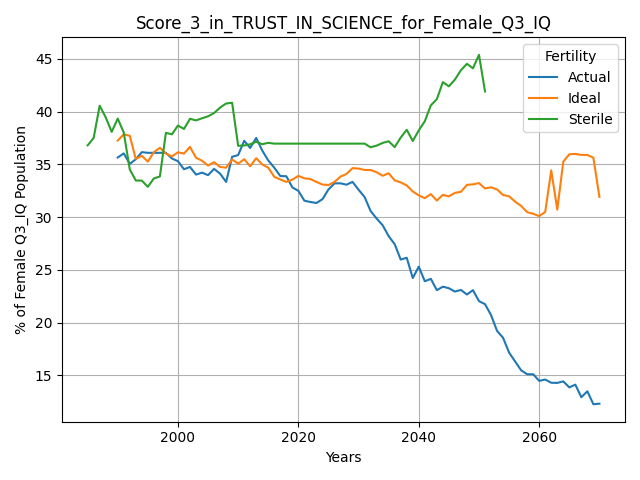 Score_3_in_TRUST_IN_SCIENCE_for_Female_Q3_IQ
% of Female Q3_IQ Population
45
40
35
30
25
20
15
Fertility
Actual
Ideal
Sterile
2000 2020 2040 2060
Years